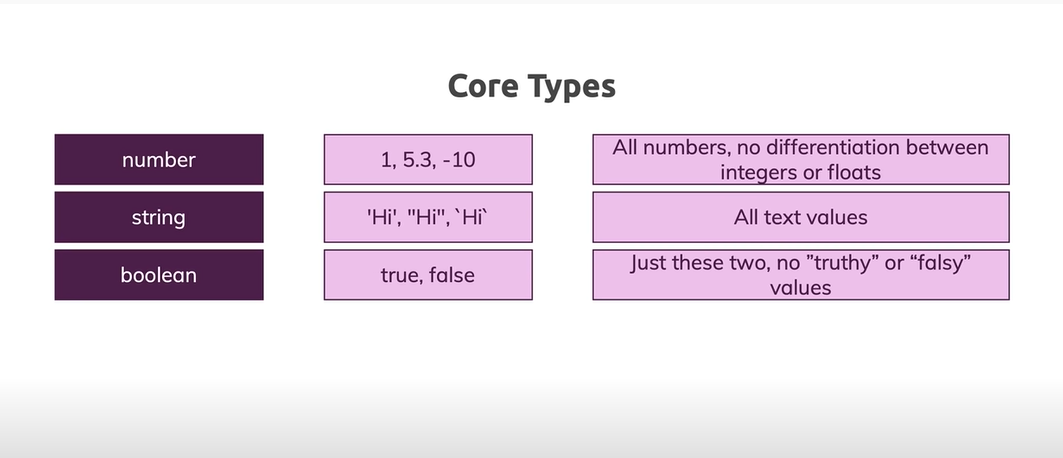 Core Types
number
1, 5.3, -10
All numbers, no differentiation between
integers or floats
string
'Hi', "Hi", `Hi`
All text values
boolean
true, false
Just these two, no ”truthy” or “falsy”
values